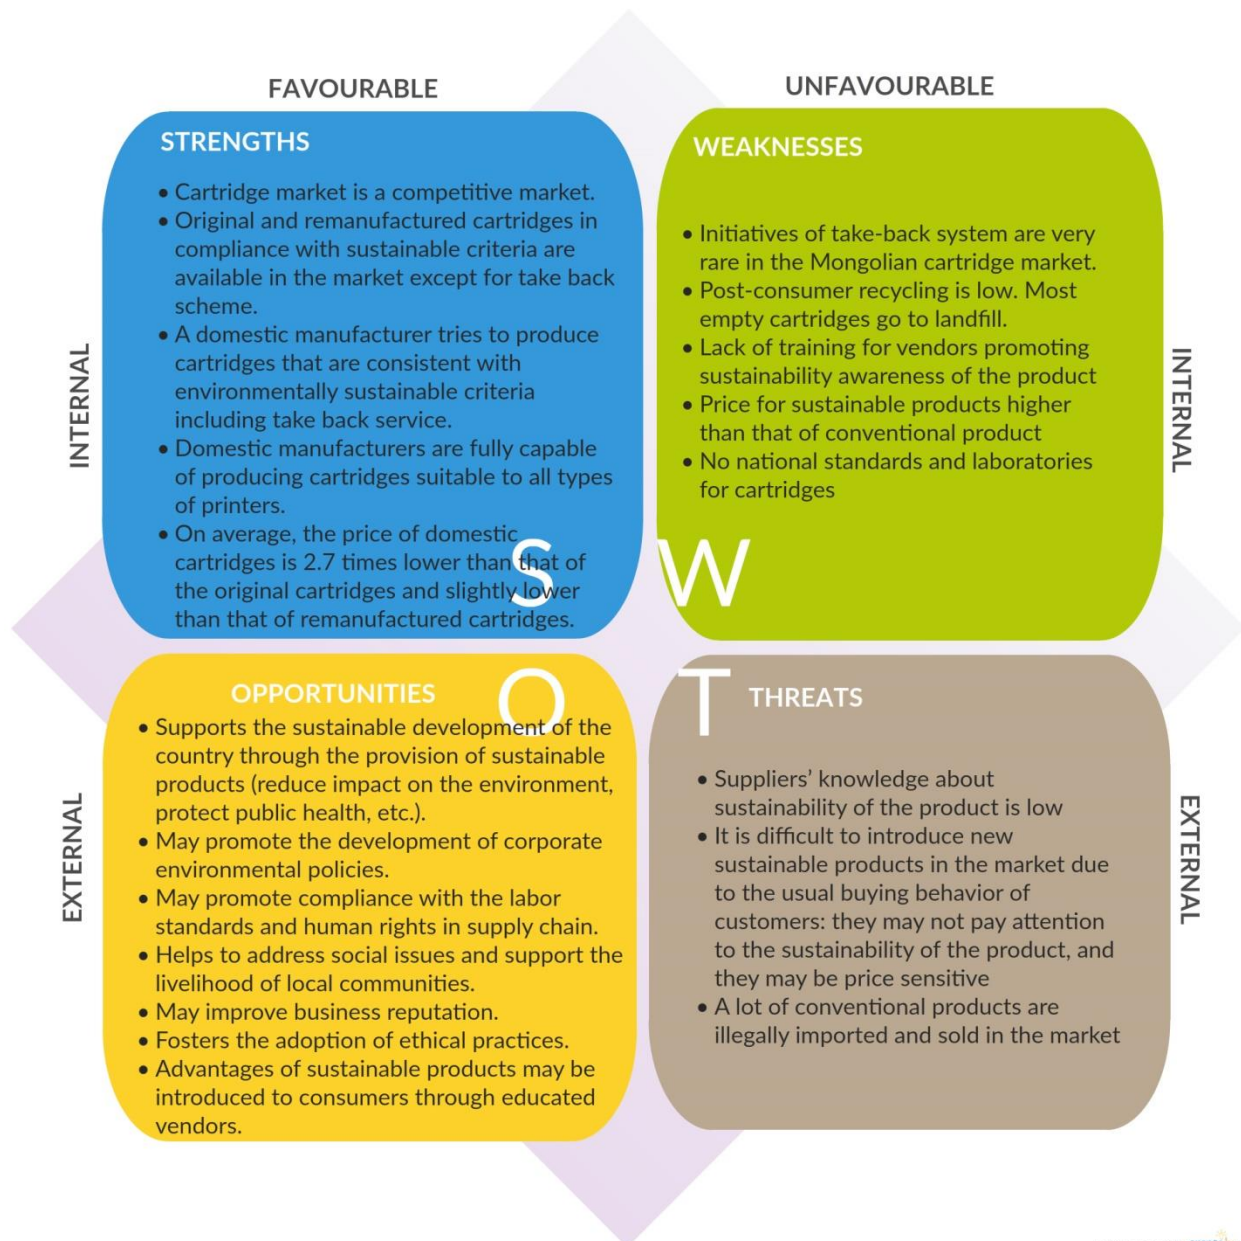 FAVOURABLE
UNFAVOURABLE
INTERNAL
STRENGTHS
• Cartridge market is a competitive market.
• Original and remanufactured cartridges in
compliance with sustainable criteria are
available in the market except for take back
scheme.
• A domestic manufacturer tries to produce
cartridges that are consistent with
environmentally sustainable criteria
including take back service.
• Domestic manufacturers are fully capable
of producing cartridges suitable to all types
of printers.
• On average, the price of domestic
cartridges is 2.7 times lower than that of
the original cartridges and slightly lower
than that of remanufactured cartridges.
S
WEAKNESSES
• Initiatives of take-back system are very
rare in the Mongolian cartridge market.
• Post-consumer recycling is low. Most
empty cartridges go to landfill.
• Lack of training for vendors promoting
sustainability awareness of the product
• Price for sustainable products higher
than that of conventional product
• No national standards and laboratories
for cartridges
W
INTERNAL
EXTERNAL
OPPORTUNITIES
O
• Supports the sustainable development of the
country through the provision of sustainable
products (reduce impact on the environment,
protect public health, etc.).
• May promote the development of corporate
environmental policies.
• May promote compliance with the labor
standards and human rights in supply chain.
• Helps to address social issues and support the
livelihood of local communities.
• May improve business reputation.
• Fosters the adoption of ethical practices.
• Advantages of sustainable products may be
introduced to consumers through educated
vendors.
T
THREATS
• Suppliers’ knowledge about
sustainability of the product is low
• It is difficult to introduce new
sustainable products in the market due
to the usual buying behavior of
customers: they may not pay attention
to the sustainability of the product, and
they may be price sensitive
• A lot of conventional products are
illegally imported and sold in the market
EXTERNAL